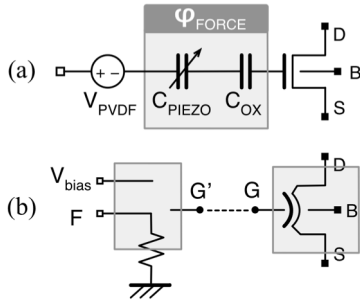 φFORCE
D
(a)
+ -
B
VPVDF
CPIEZO
COX
S
D
Vbias
G'
G
(b)
F
B
S